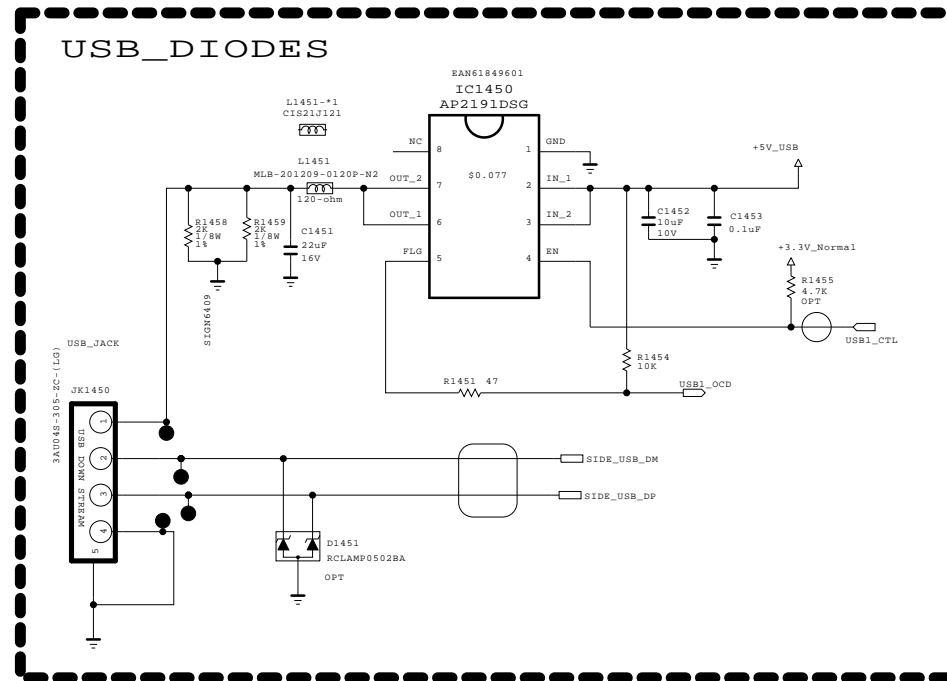 USB_DIODES
EAN61849601
IC1450
AP2191DSG
L1451-*1
CIS21J121
NC
8
1
GND
+5V_USB
L1451
MLB-201209-0120P-N2
120-ohm
OUT_2
7
$0.077
2
IN_1
OUT_1
6
3
IN_2
FLG
5
4
EN
R1458
2K
1/8W
1%
R1459
2K
1/8W
1%
C1451
22uF
16V
C1452
10uF
10V
C1453
0.1uF
+3.3V_Normal
R1455
4.7K
OPT
USB1_CTL
SIGN6409
R1454
10K
R1451 47
USB1_OCD
USB_JACK
JK1450
3AU04S-305-ZC-(LG)
USB DOWN STREAM
1
2
3
4
5
SIDE_USB_DM
SIDE_USB_DP
D1451
RCLAMP0502BA
OPT